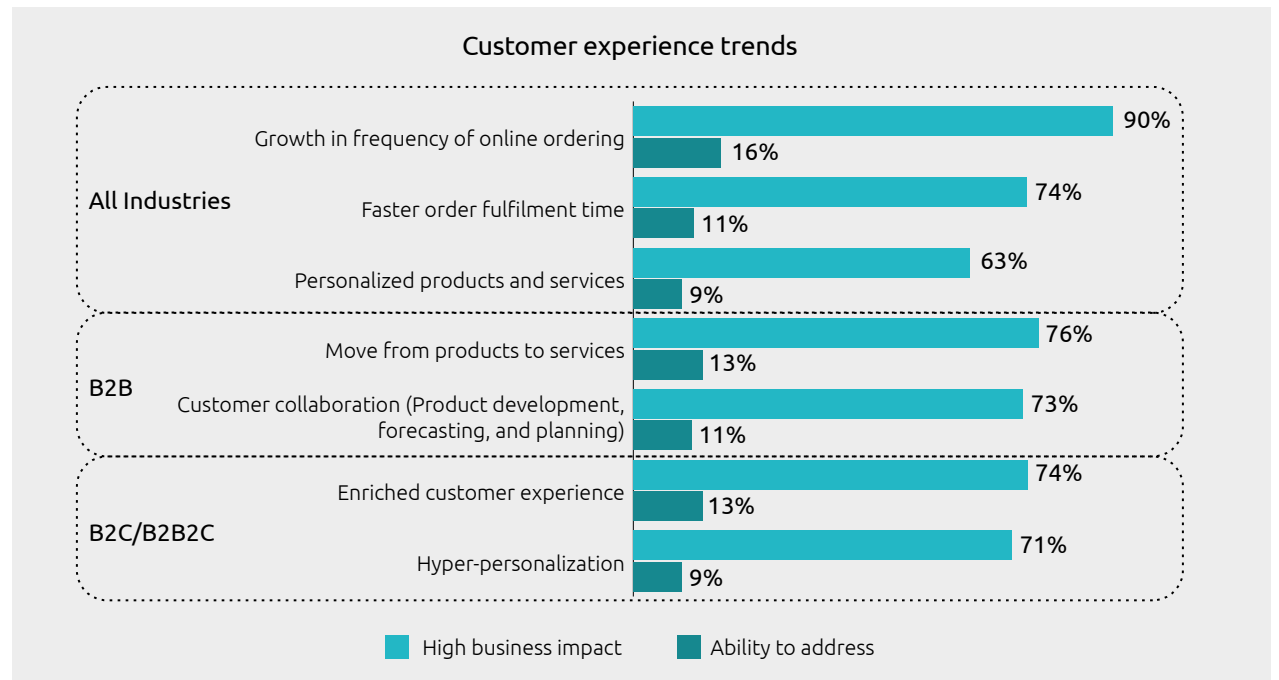 Customer experience trends
All Industries
Growth in frequency of online ordering
90%
16%
Faster order fulfilment time
74%
11%
Personalized products and services
63%
9%
B2B
Move from products to services
76%
13%
Customer collaboration (Product development,
forecasting, and planning)
73%
11%
B2C/B2B2C
Enriched customer experience
74%
13%
Hyper-personalization
71%
9%
High business impact
Ability to address